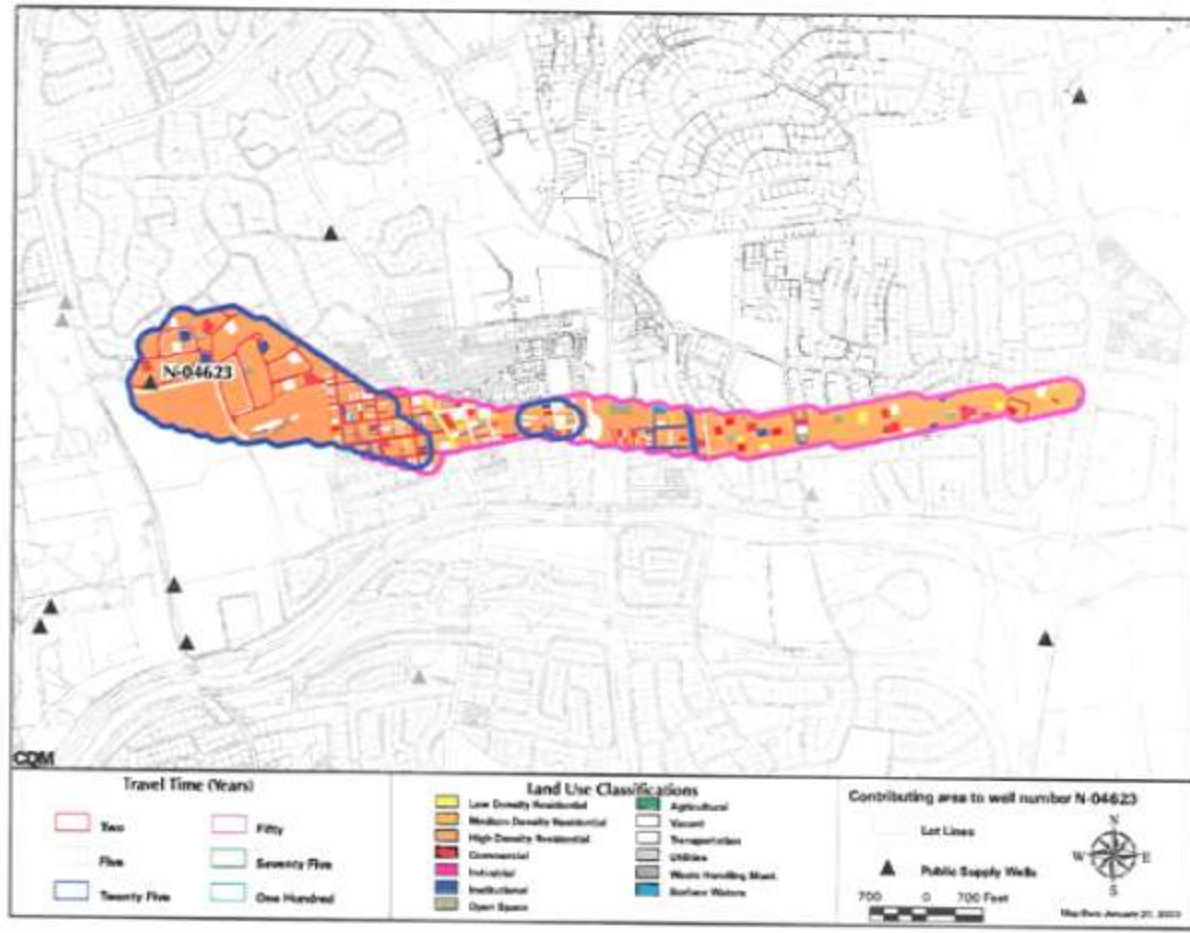 N-04623
CDM
Travel Time (Years)
Two
Five
Twenty Five
Fifty
Seventy Five
One Hundred
Land Use Classifications
Low Density Residential
Medium Density Residential
High Density Residential
Commercial
Industrial
Institutional
Open Space
Agricultural
Vacant
Transportation
Utilities
Waste Handling Mant.
Surface Waters
Contributing area to well number N-04623
Lot Lines
Public Supply Wells
N
W E
S
700 0 700 Feet